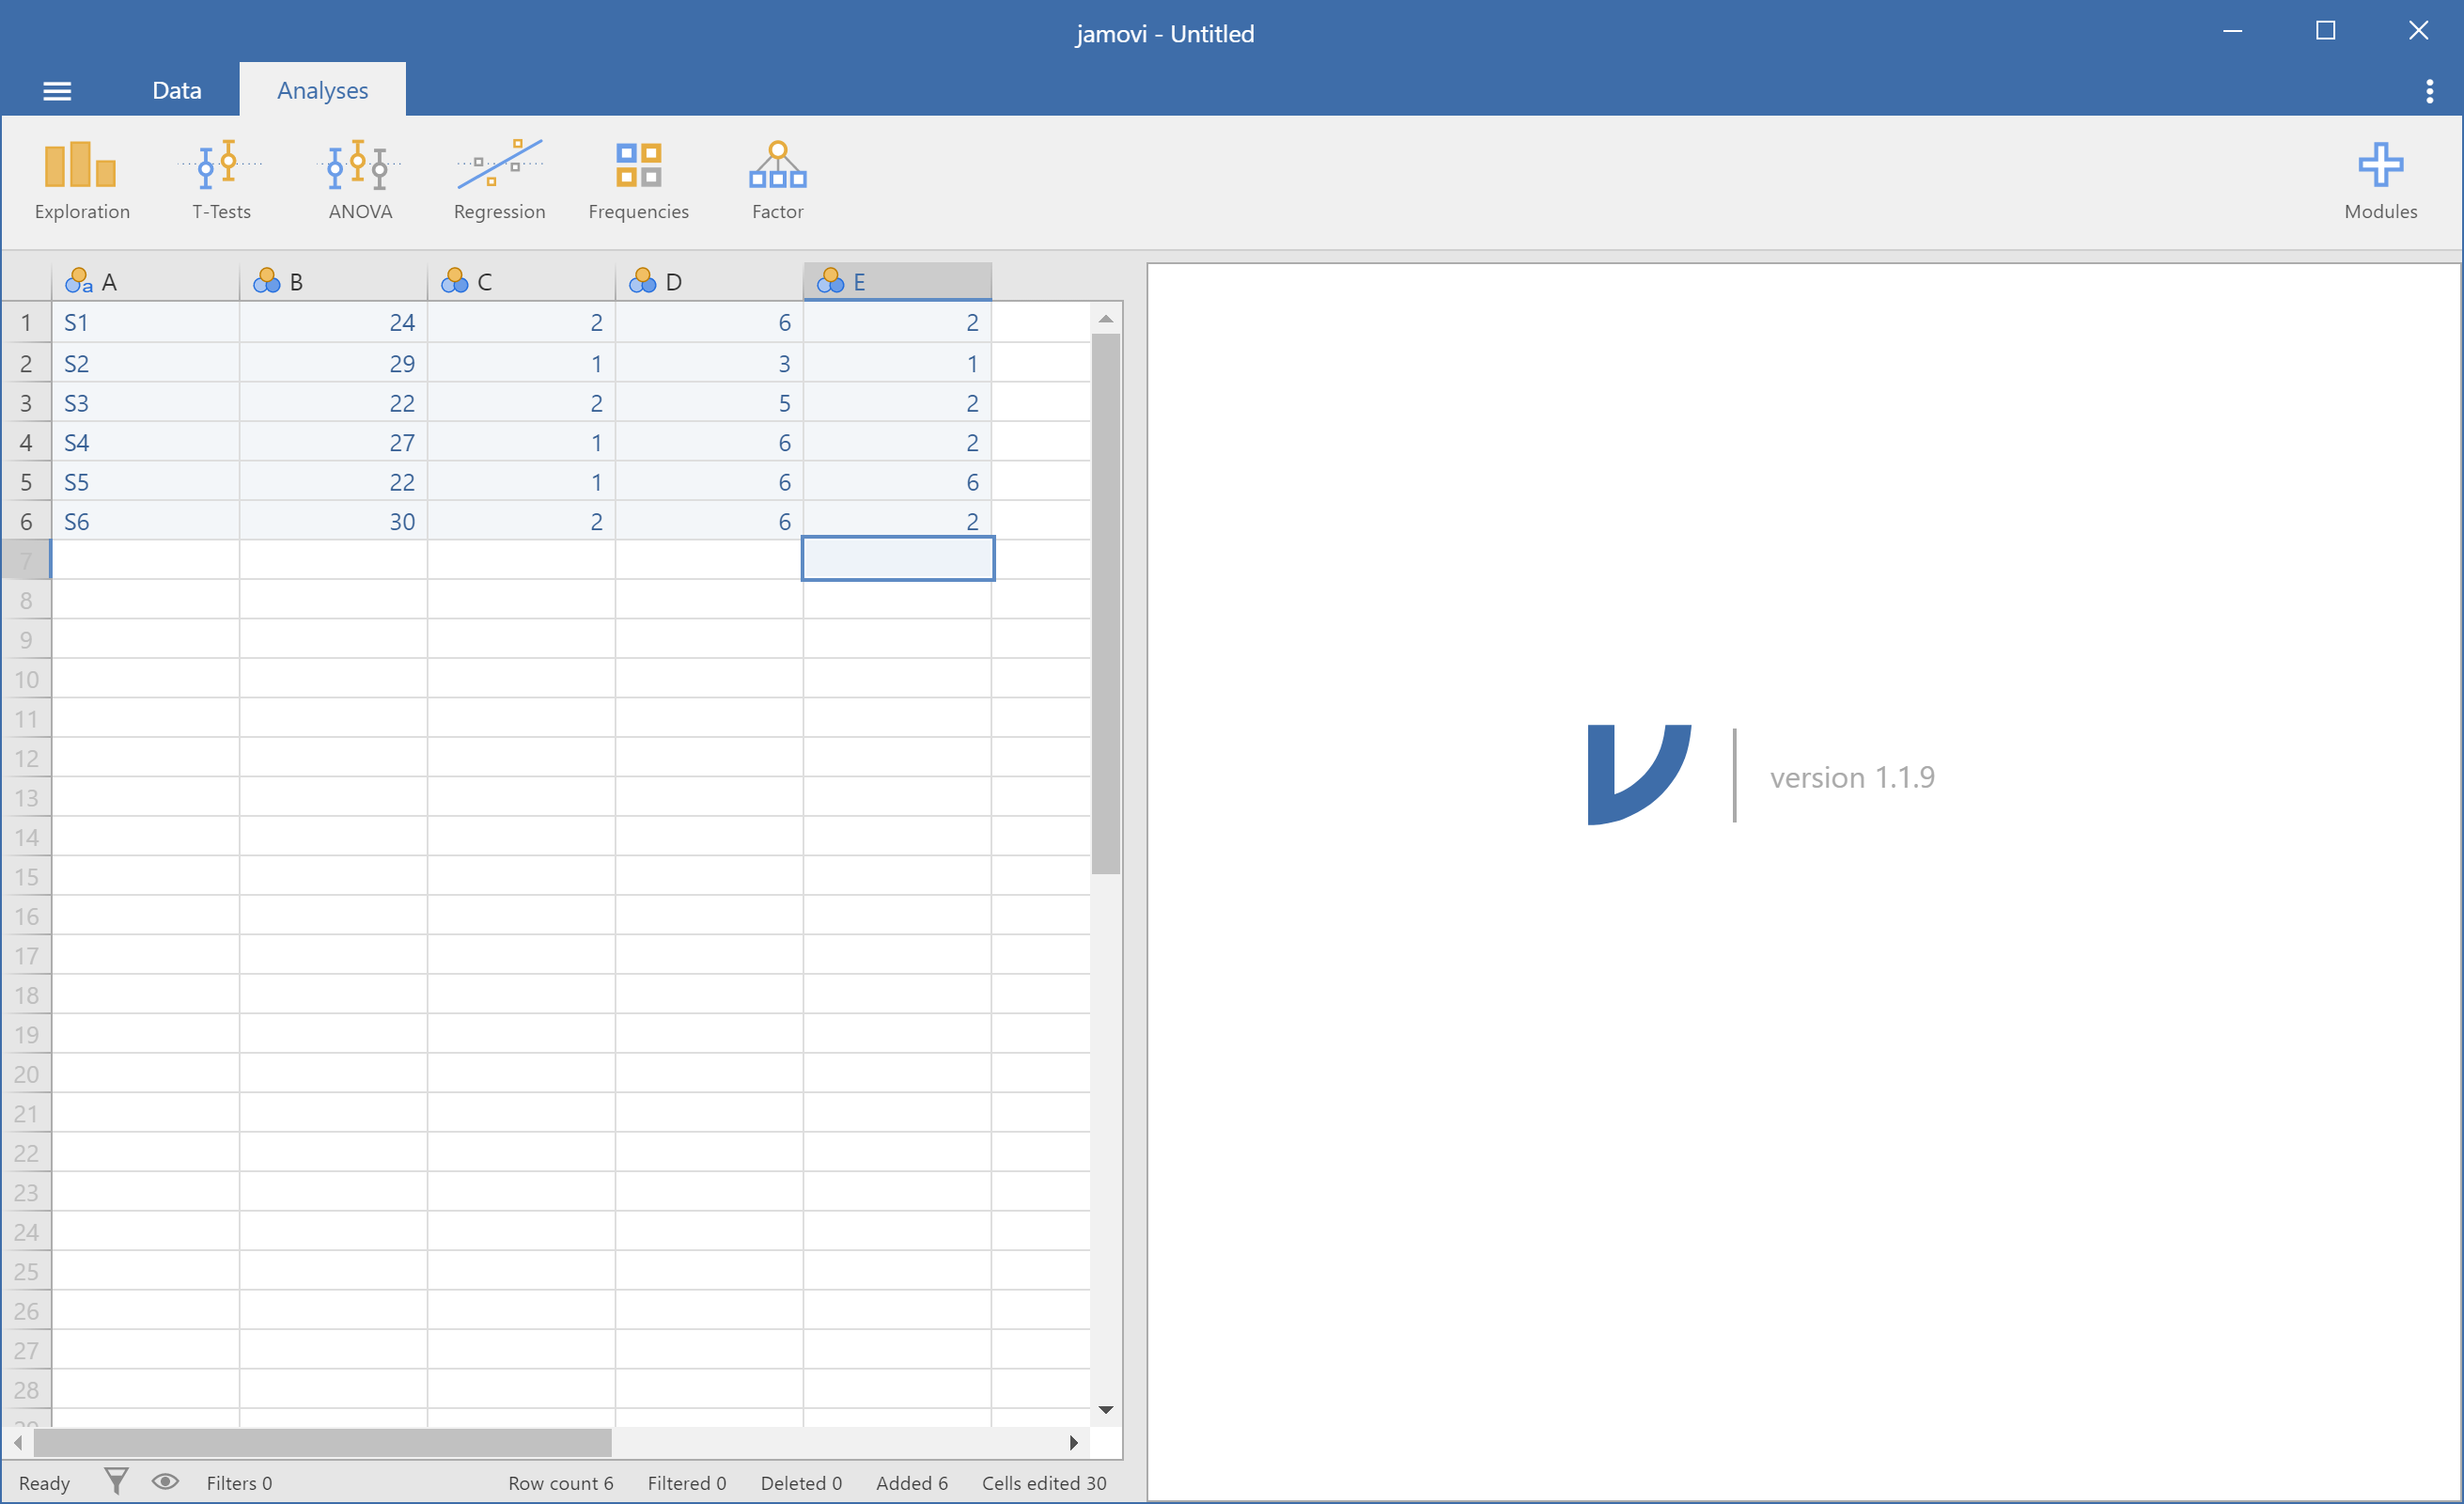 jamovi - Untitled
Data Analyses
Exploration T-Tests ANOVA Regression Frequencies Factor Modules
a A B C D E
1 S1 24 2 6 2
2 S2 29 1 3 1
3 S3 22 2 5 2
4 S4 27 1 6 2
5 S5 22 1 6 6
6 S6 30 2 6 2
7
8
9
10
11
12
version 1.1.9
13
14
15
16
17
18
19
20
21
22
23
24
25
26
27
28
Ready Filters 0 Row count 6 Filtered 0 Deleted 0 Added 6 Cells edited 30